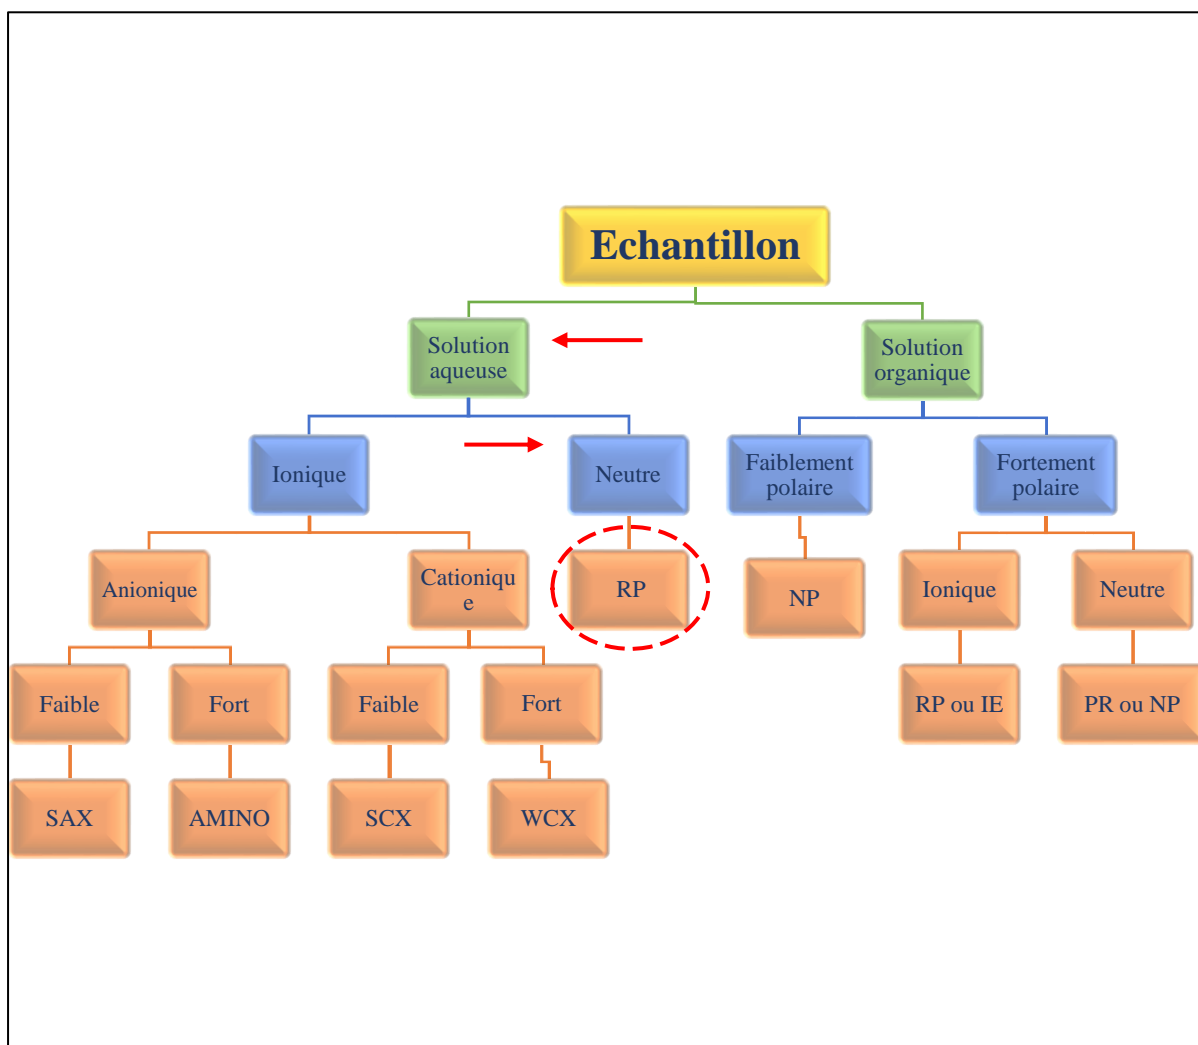 Echantillon
Solution
aqueuse
Solution
organique
Ionique
Neutre
Faiblement
polaire
Fortement
polaire
Anionique
Cationiqu
e
RP
NP
Ionique
Neutre
Faible
Fort
Faible
Fort
RP ou IE
PR ou NP
SAX
AMINO
SCX
WCX